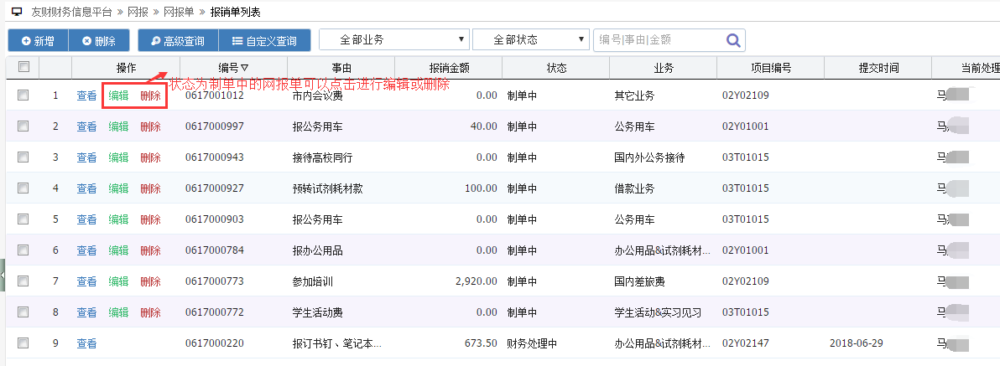 友财财务信息平台 » 网报 » 网报单 » 报销单列表
新增 删除 高级查询 自定义查询 全部业务 全部状态 编号|事由|金额
操作 编号 事由 报销金额 状态 业务 项目编号 提交时间 当前处理
状态为制单中的网报单可以点击进行编辑或删除
1 查看 编辑 删除 0617001012 市内会议费 0.00 制单中 其它业务 02Y02109 马
2 查看 编辑 删除 0617000997 报公务用车 40.00 制单中 公务用车 02Y01001 马
3 查看 编辑 删除 0617000943 接待高校同行 0.00 制单中 国内外公务接待 03T01015 马
4 查看 编辑 删除 0617000927 预转试剂耗材款 100.00 制单中 借款业务 03T01015 马
5 查看 编辑 删除 0617000903 报公务用车 0.00 制单中 公务用车 03T01015 马
6 查看 编辑 删除 0617000784 报办公用品 0.00 制单中 办公用品&试剂耗材... 02Y01001 马
7 查看 编辑 删除 0617000773 参加培训 2,920.00 制单中 国内差旅费 02Y02109 马
8 查看 编辑 删除 0617000772 学生活动费 0.00 制单中 学生活动&实习见习 03T01015 马
9 查看 0617000220 报订书钉、笔记本... 673.50 财务处理中 办公用品&试剂耗材... 02Y02147 2018-06-29 马